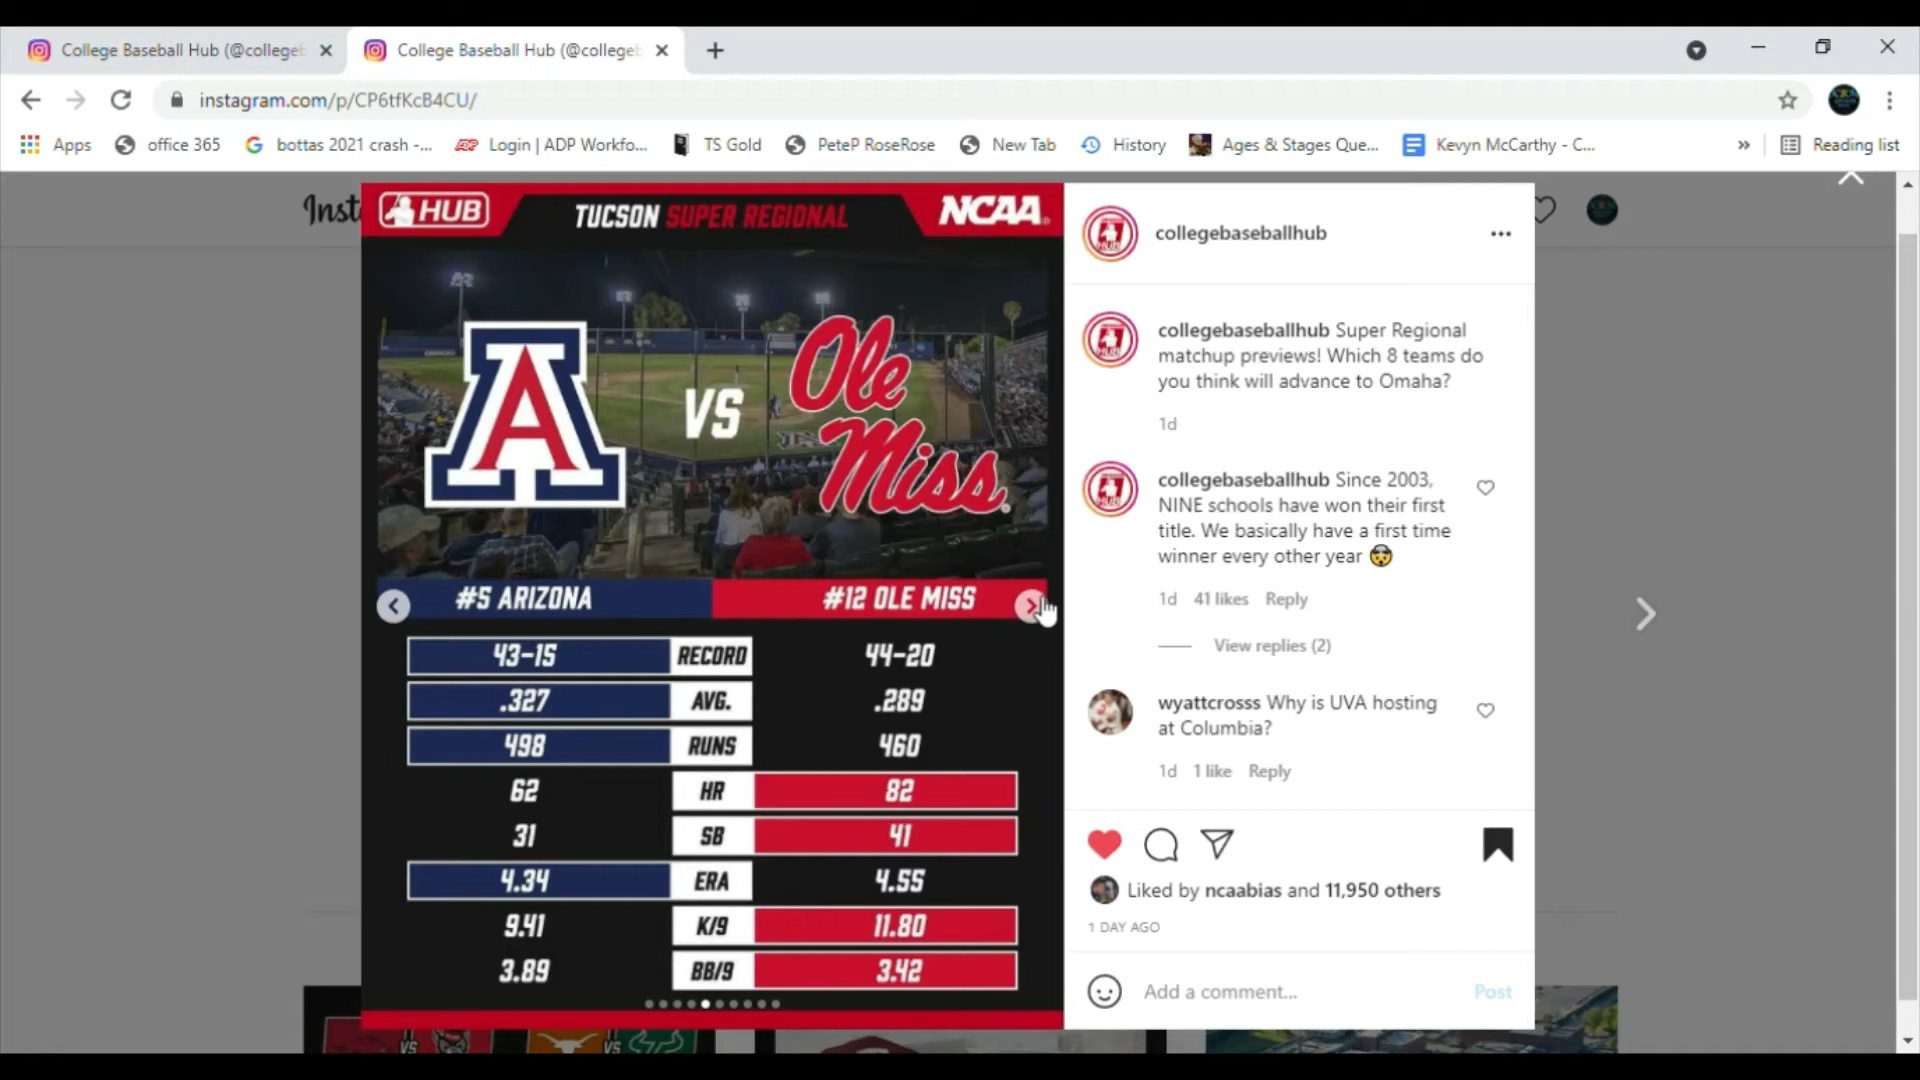 College Baseball Hub (@colleget
College Baseball Hub (@colleget
instagram.com/p/CP6tfKcB4CU/
Apps
office 365
bottas 2021 crash -...
Login | ADP Workfo...
TS Gold
PeteP RoseRose
New Tab
History
Ages & Stages Que...
Kevyn McCarthy - C...
»
Reading list
Inst
HUB
TUCSON SUPER REGIONAL
NCAA
A
VS
Ole Miss
#5 ARIZONA
#12 OLE MISS
43-15 RECORD 44-20
.327 AVG. .289
498 RUNS 460
62 HR 82
31 SB 41
4.34 ERA 4.55
9.41 K/9 11.80
3.89 BB/9 3.42
collegebaseballhub
collegebaseballhub Super Regional
matchup previews! Which 8 teams do
you think will advance to Omaha?
1d
collegebaseballhub Since 2003,
NINE schools have won their first
title. We basically have a first time
winner every other year 🤯
1d 41 likes Reply
View replies (2)
wyattcrosss Why is UVA hosting
at Columbia?
1d 1 like Reply
Liked by ncaabias and 11,950 others
1 DAY AGO
Add a comment...
Post
VS
VS